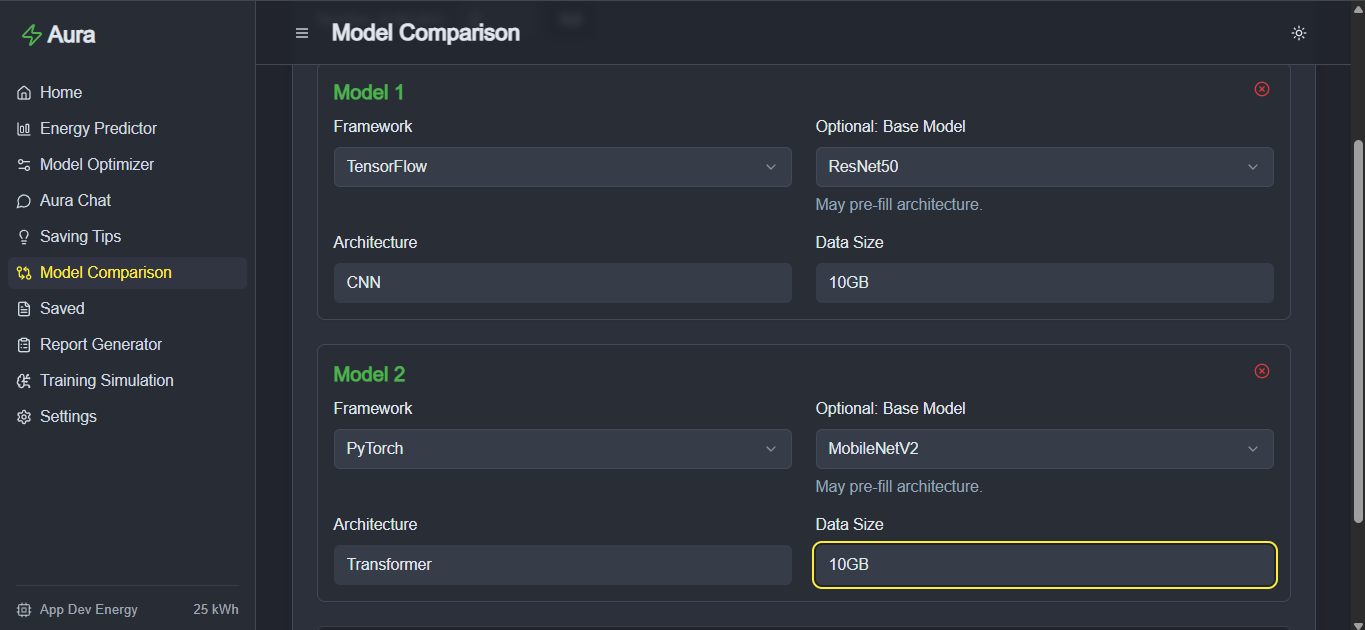 Aura
Home
Energy Predictor
Model Optimizer
Aura Chat
Saving Tips
Model Comparison
Saved
Report Generator
Training Simulation
Settings
App Dev Energy 25 kWh
Model Comparison
Model 1
Framework Optional: Base Model
TensorFlow ResNet50
May pre-fill architecture.
Architecture Data Size
CNN 10GB
Model 2
Framework Optional: Base Model
PyTorch MobileNetV2
May pre-fill architecture.
Architecture Data Size
Transformer 10GB